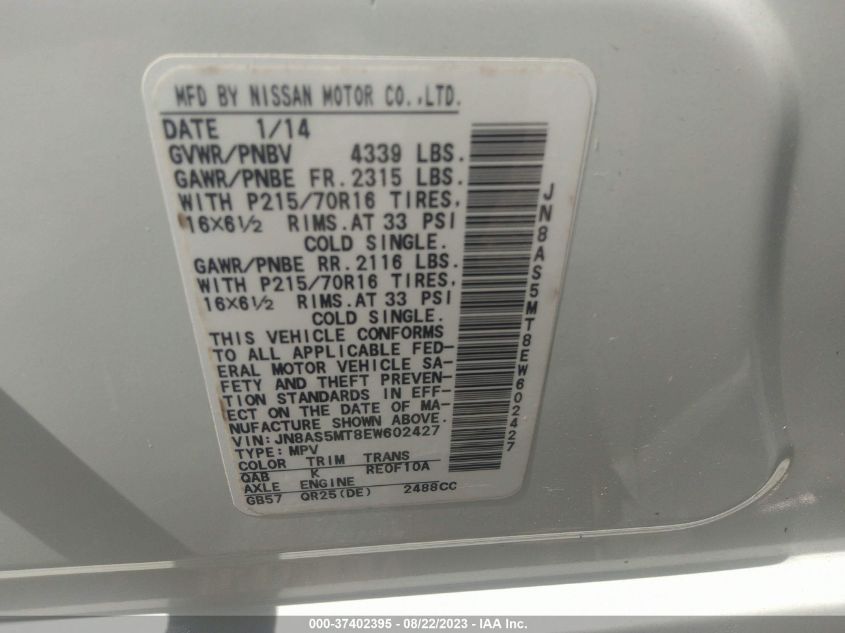 MFD BY NISSAN MOTOR CO.,LTD.
DATE 1/14
GVWR/PNBV 4339 LBS.
GAWR/PNBE FR.2315 LBS.
WITH P215/70R16 TIRES,
16×6½ RIMS.AT 33 PSI
COLD SINGLE.
GAWR/PNBE RR.2116 LBS.
WITH P215/70R16 TIRES,
16×6½ RIMS.AT 33 PSI
COLD SINGLE.
THIS VEHICLE CONFORMS
TO ALL APPLICABLE FED-
ERAL MOTOR VEHICLE SA-
FETY AND THEFT PREVEN-
TION STANDARDS IN EFF-
ECT ON THE DATE OF MA-
NUFACTURE SHOWN ABOVE.
VIN:JN8AS5MT8EW602427
TYPE:MPV
COLOR TRIM TRANS
QAB K RE0F10A
AXLE ENGINE
GB57 QR25(DE) 2488CC
JN8AS5MT8EW602427
000-37402395 - 08/22/2023 - IAA Inc.